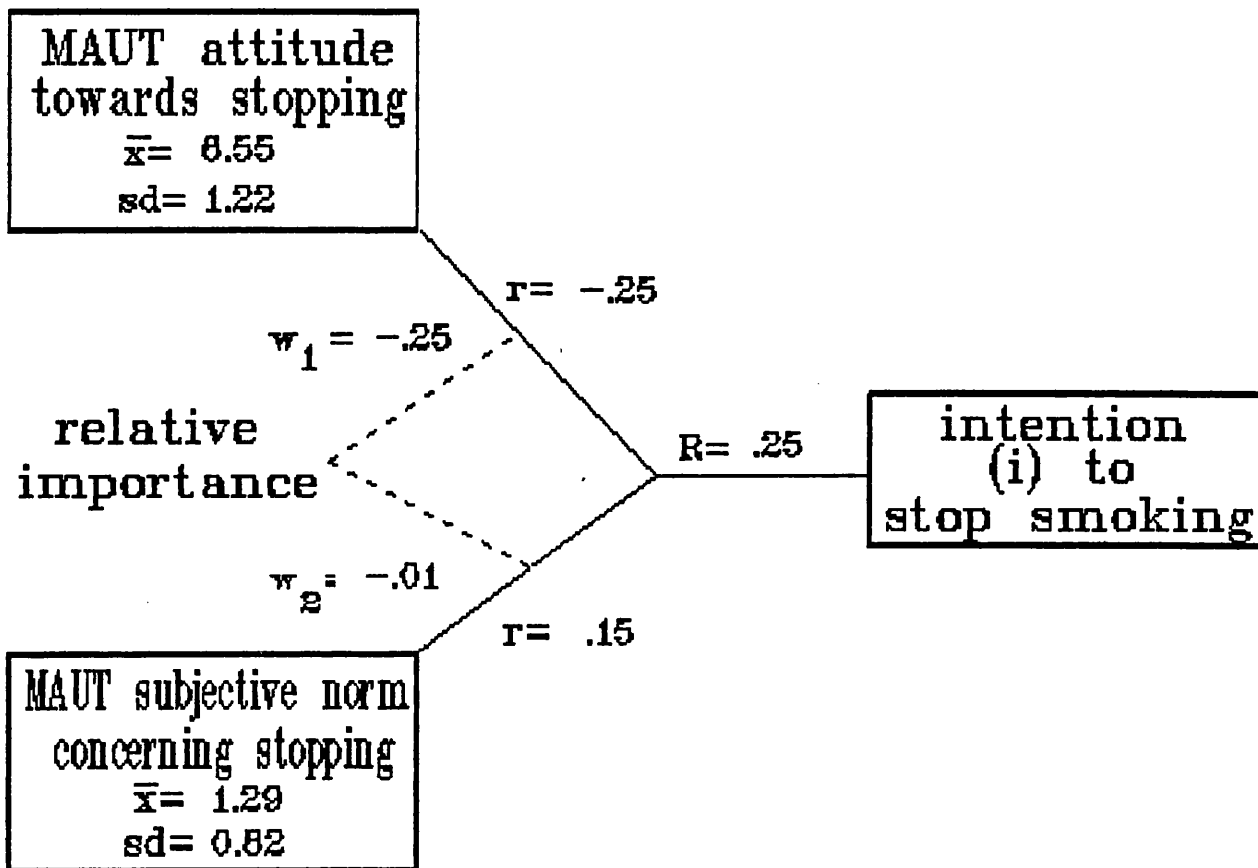 MAUT attitude
towards stopping
x̄= 6.55
sd= 1.22
r= -.25
w1 = -.25
relative
importance
R= .25
intention
(i) to
stop smoking
w2= -.01
r= .15
MAUT subjective norm
concerning stopping
x̄= 1.29
sd= 0.82